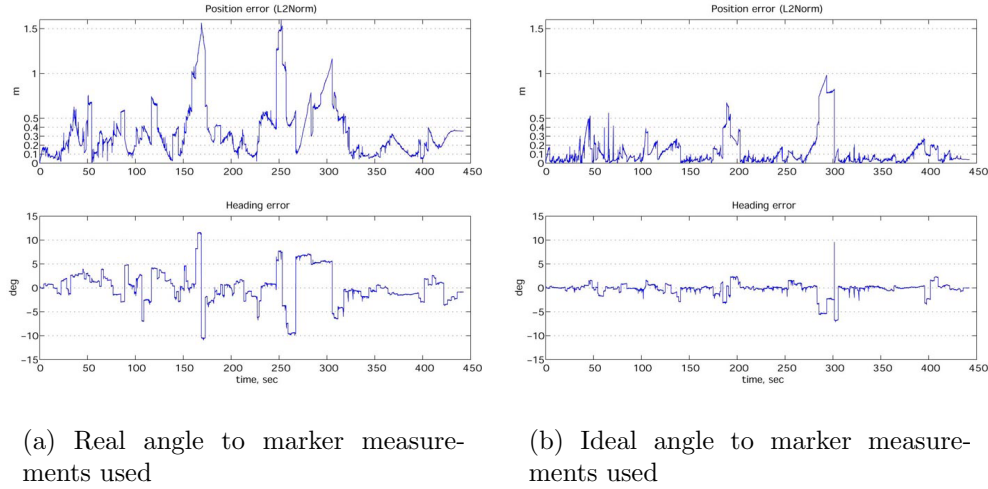 Position error (L2Norm)
1.5
1
0.5
0.4
0.3
0.2
0.1
0
m
0 50 100 150 200 250 300 350 400 450
Heading error
15
10
5
0
−5
−10
−15
deg
0 50 100 150 200 250 300 350 400 450
time, sec
(a) Real angle to marker measure-
ments used
Position error (L2Norm)
1.5
1
0.5
0.4
0.3
0.2
0.1
0
m
0 50 100 150 200 250 300 350 400 450
Heading error
15
10
5
0
−5
−10
−15
deg
0 50 100 150 200 250 300 350 400 450
time, sec
(b) Ideal angle to marker measure-
ments used